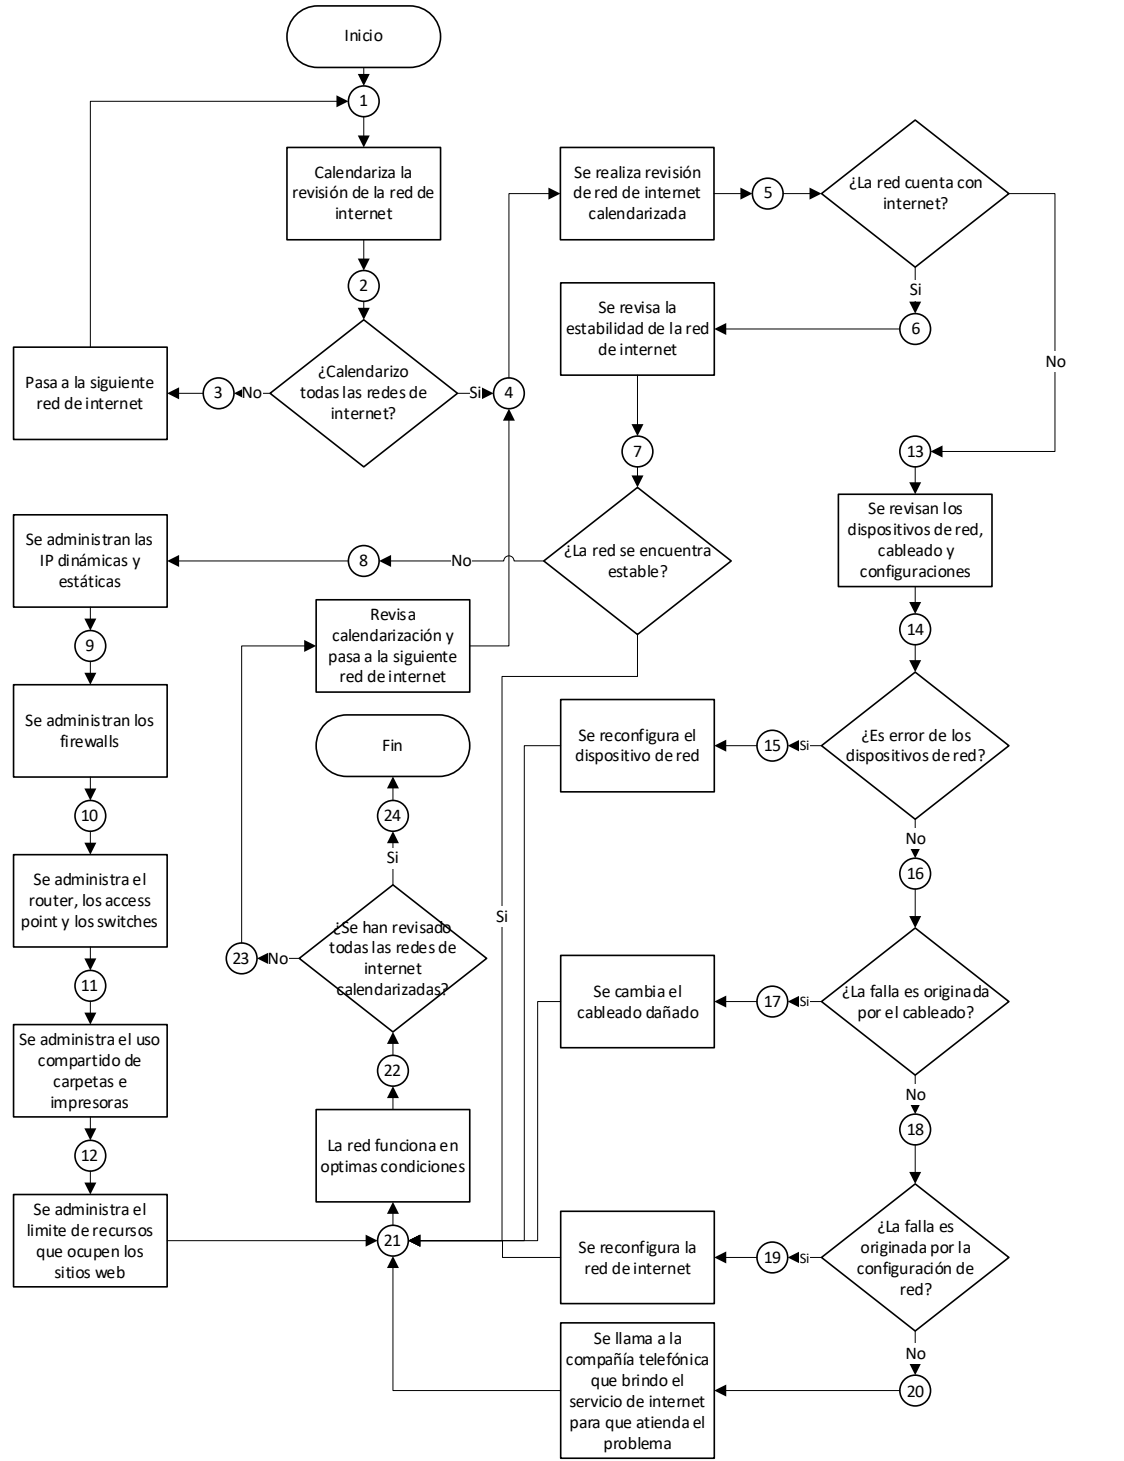 Inicio
1
Calendariza la
revisión de la red de
internet
2
¿Calendarizo
todas las redes de
internet?
No
3
Pasa a la siguiente
red de internet
Si
4
Se realiza revisión
de red de internet
calendarizada
5
¿La red cuenta con
internet?
Si
6
No
Se revisa la
estabilidad de la red
de internet
7
¿La red se encuentra
estable?
No
8
Se administran las
IP dinámicas y
estáticas
9
Se administran los
firewalls
10
Se administra el
router, los access
point y los switches
11
Se administra el uso
compartido de
carpetas e
impresoras
12
Se administra el
limite de recursos
que ocupen los
sitios web
13
Se revisan los
dispositivos de red,
cableado y
configuraciones
14
¿Es error de los
dispositivos de red?
Si
15
Se reconfigura el
dispositivo de red
No
16
¿La falla es originada
por el cableado?
Si
17
Se cambia el
cableado dañado
No
18
¿La falla es
originada por la
configuración de
red?
Si
19
Se reconfigura la
red de internet
No
20
Se llama a la
compañía telefónica
que brindo el
servicio de internet
para que atienda el
problema
Si
21
La red funciona en
optimas condiciones
22
¿Se han revisado
todas las redes de
internet
calendarizadas?
No
23
Revisa
calendarización y
pasa a la siguiente
red de internet
Si
24
Fin